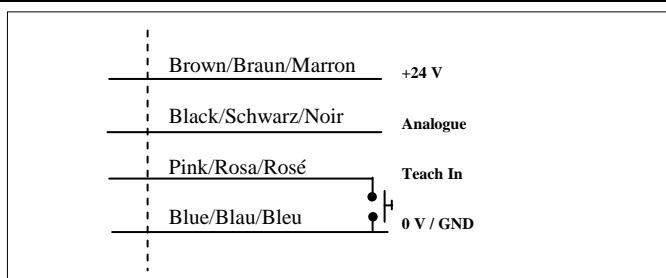 Brown/Braun/Marron +24 V
Black/Schwarz/Noir Analogue
Pink/Rosa/Rosé Teach In
Blue/Blau/Bleu 0 V / GND